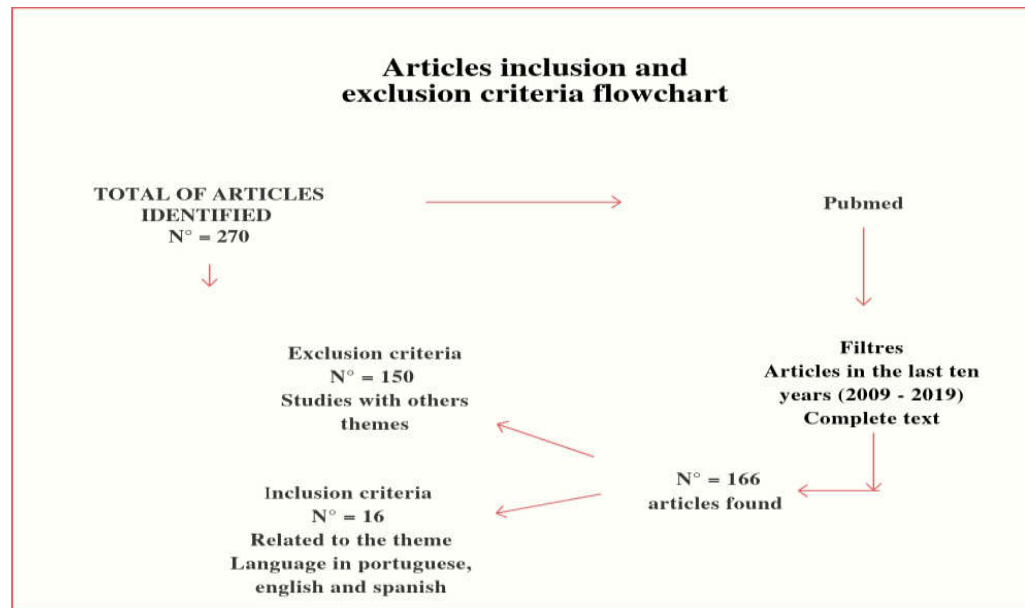 Articles inclusion and
exclusion criteria flowchart
TOTAL OF ARTICLES
IDENTIFIED
N° = 270
Pubmed
Filtres
Articles in the last ten
years (2009 - 2019)
Complete text
N° = 166
articles found
Exclusion criteria
N° = 150
Studies with others
themes
Inclusion criteria
N° = 16
Related to the theme
Language in portuguese,
english and spanish